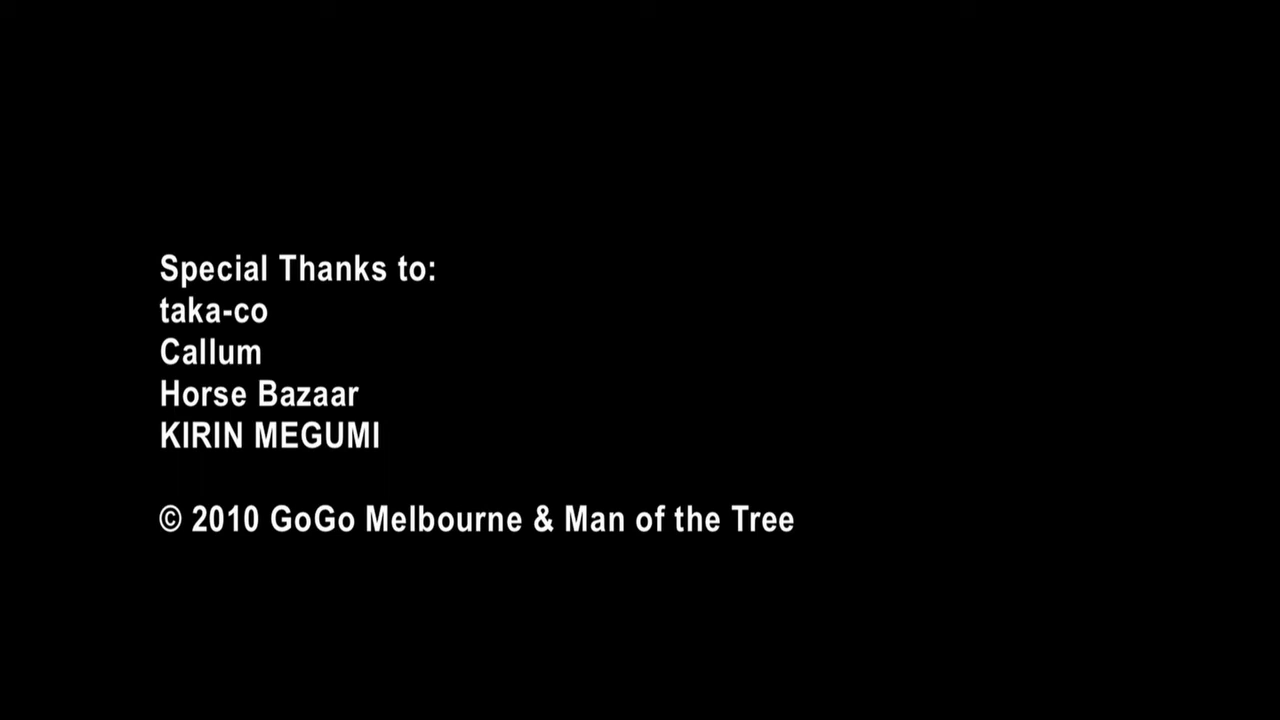 Special Thanks to:
taka-co
Callum
Horse Bazaar
KIRIN MEGUMI
© 2010 GoGo Melbourne & Man of the Tree